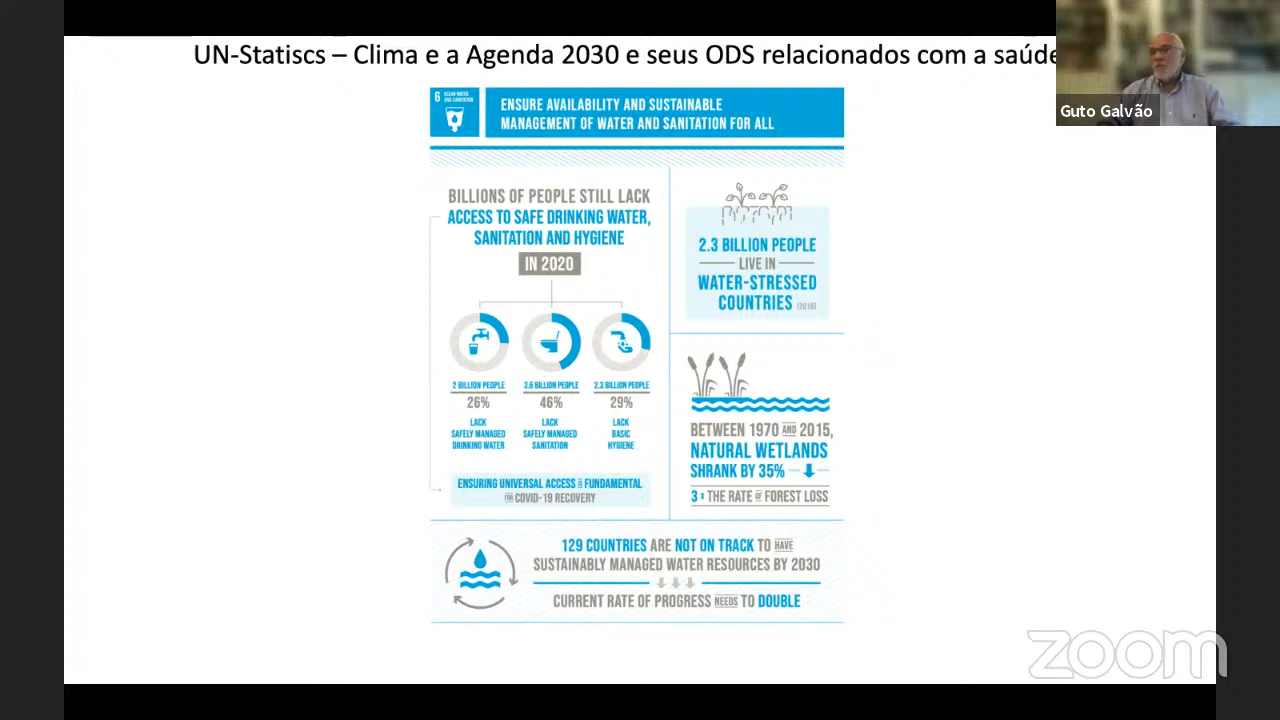 UN-Statiscs – Clima e a Agenda 2030 e seus ODS relacionados com a saúde
Guto Galvão
6 CLEAN WATER
AND SANITATION
ENSURE AVAILABILITY AND SUSTAINABLE
MANAGEMENT OF WATER AND SANITATION FOR ALL
BILLIONS OF PEOPLE STILL LACK
ACCESS TO SAFE DRINKING WATER,
SANITATION AND HYGIENE
IN 2020
2 BILLION PEOPLE
26%
LACK
SAFELY MANAGED
DRINKING WATER
3.6 BILLION PEOPLE
46%
LACK
SAFELY MANAGED
SANITATION
2.3 BILLION PEOPLE
29%
LACK
BASIC
HYGIENE
ENSURING UNIVERSAL ACCESS IS FUNDAMENTAL
FOR COVID-19 RECOVERY
2.3 BILLION PEOPLE
LIVE IN
WATER-STRESSED
COUNTRIES (2018)
BETWEEN 1970 AND 2015,
NATURAL WETLANDS
SHRANK BY 35%
3 x THE RATE OF FOREST LOSS
129 COUNTRIES ARE NOT ON TRACK TO HAVE
SUSTAINABLY MANAGED WATER RESOURCES BY 2030
CURRENT RATE OF PROGRESS NEEDS TO DOUBLE
zoom